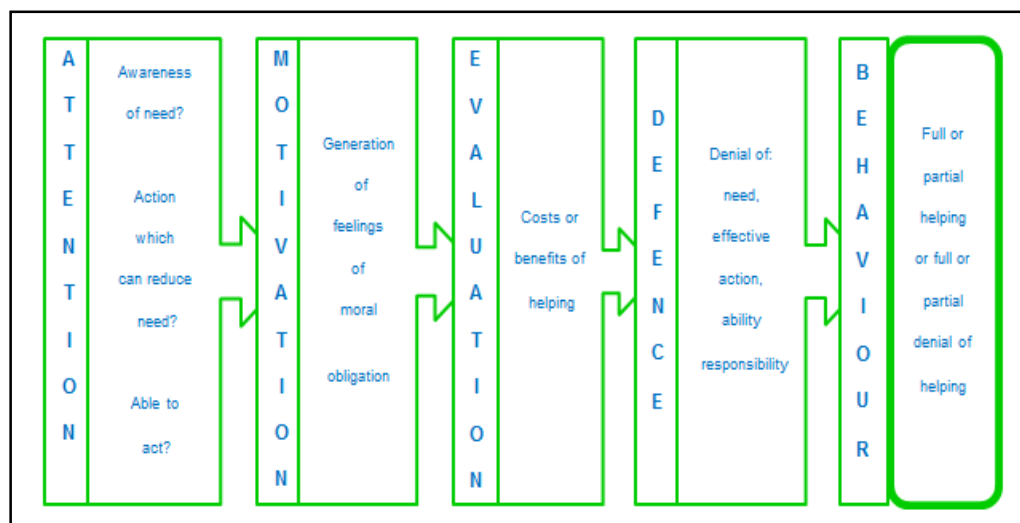 ATTENTION
Awareness
of need?
Action
which
can reduce
need?
Able to
act?
MOTIVATION
Generation
of
feelings
of
moral
obligation
EVALUATION
Costs or
benefits of
helping
DEFENCE
Denial of:
need,
effective
action,
ability
responsibility
BEHAVIOUR
Full or
partial
helping
or full or
partial
denial of
helping